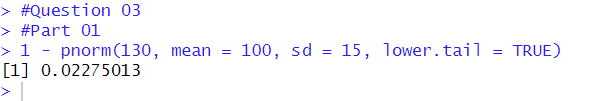 > #Question 03
> #Part 01
> 1 - pnorm(130, mean = 100, sd = 15, lower.tail = TRUE)
[1] 0.02275013
>